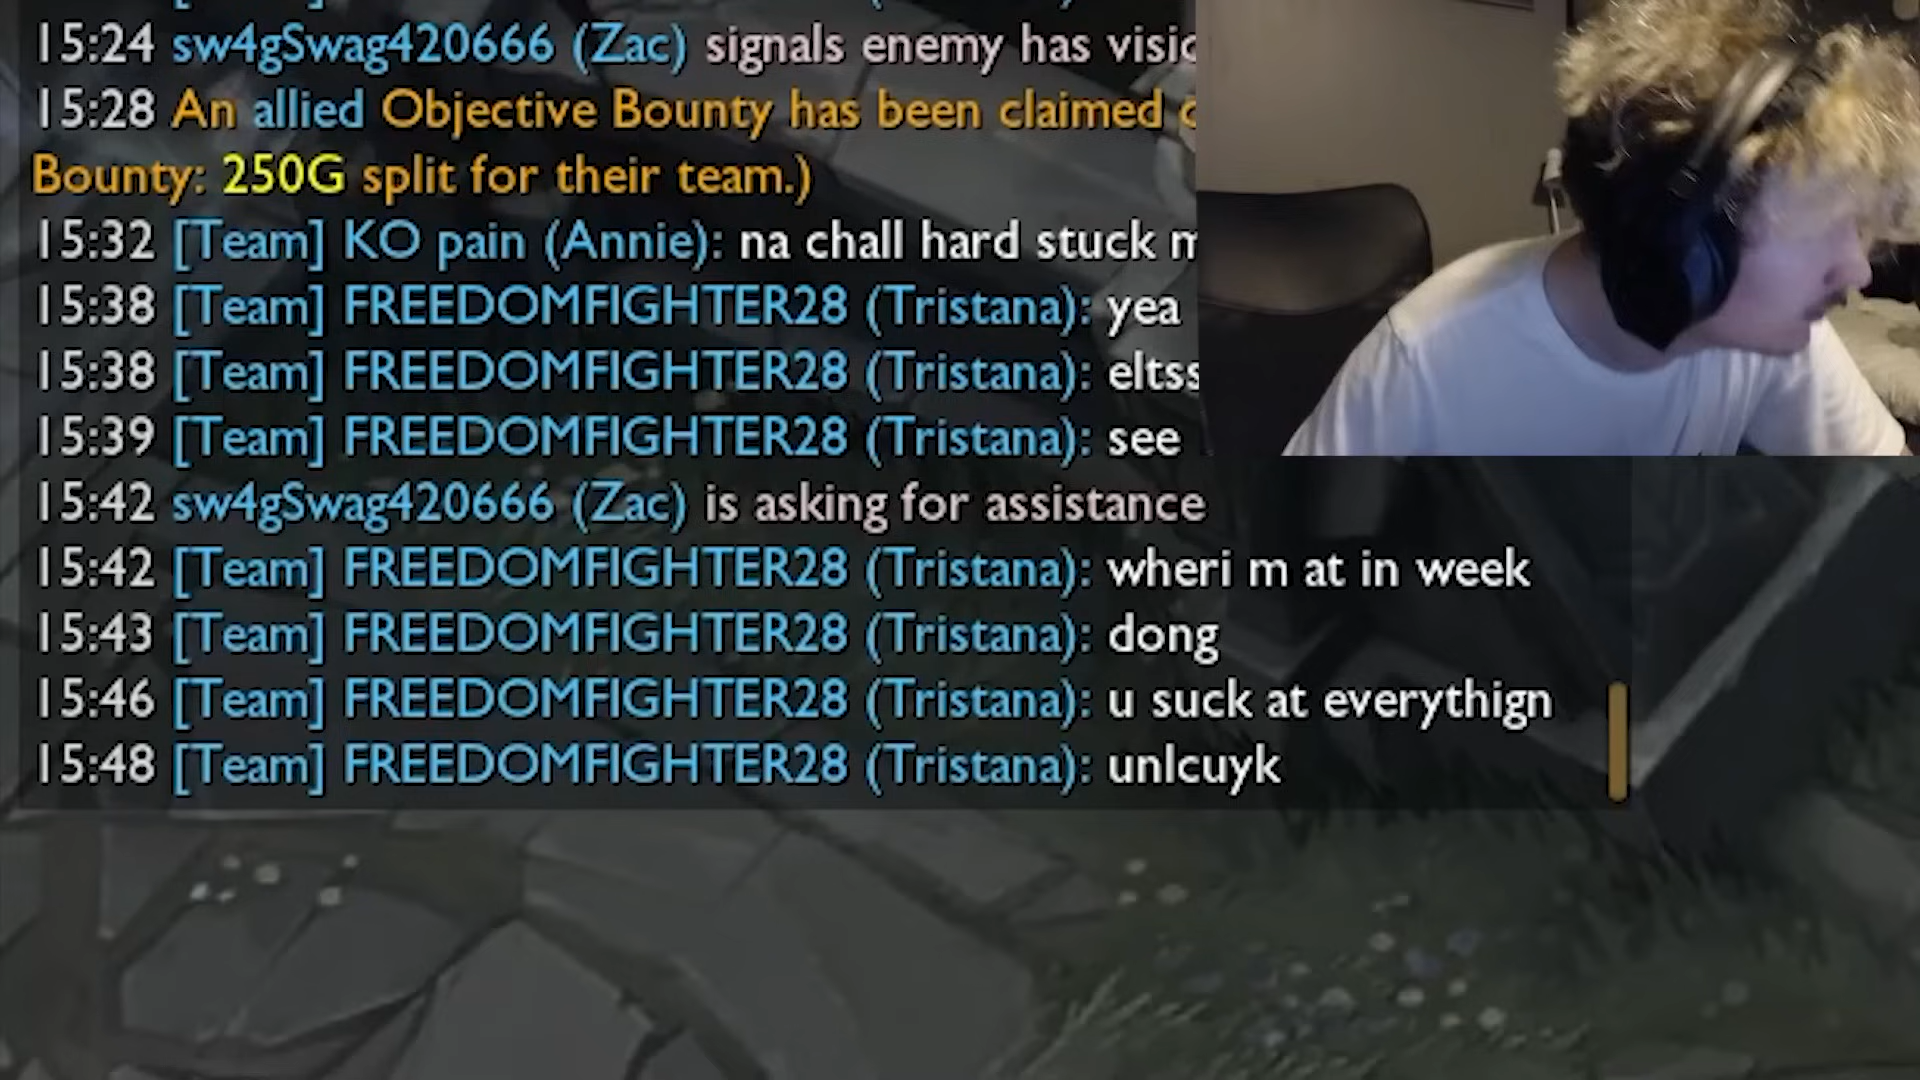 15:24 sw4gSwag420666 (Zac) signals enemy has
15:28 An allied Objective Bounty has been claimed
Bounty: 250G split for their team.)
15:32 [Team] KO pain (Annie): na chall hard stuck
15:38 [Team] FREEDOMFIGHTER28 (Tristana): yea
15:38 [Team] FREEDOMFIGHTER28 (Tristana): eltss
15:39 [Team] FREEDOMFIGHTER28 (Tristana): see
15:42 sw4gSwag420666 (Zac) is asking for assistance
15:42 [Team] FREEDOMFIGHTER28 (Tristana): wheri m at in week
15:43 [Team] FREEDOMFIGHTER28 (Tristana): dong
15:46 [Team] FREEDOMFIGHTER28 (Tristana): u suck at everythign
15:48 [Team] FREEDOMFIGHTER28 (Tristana): unlcuyk